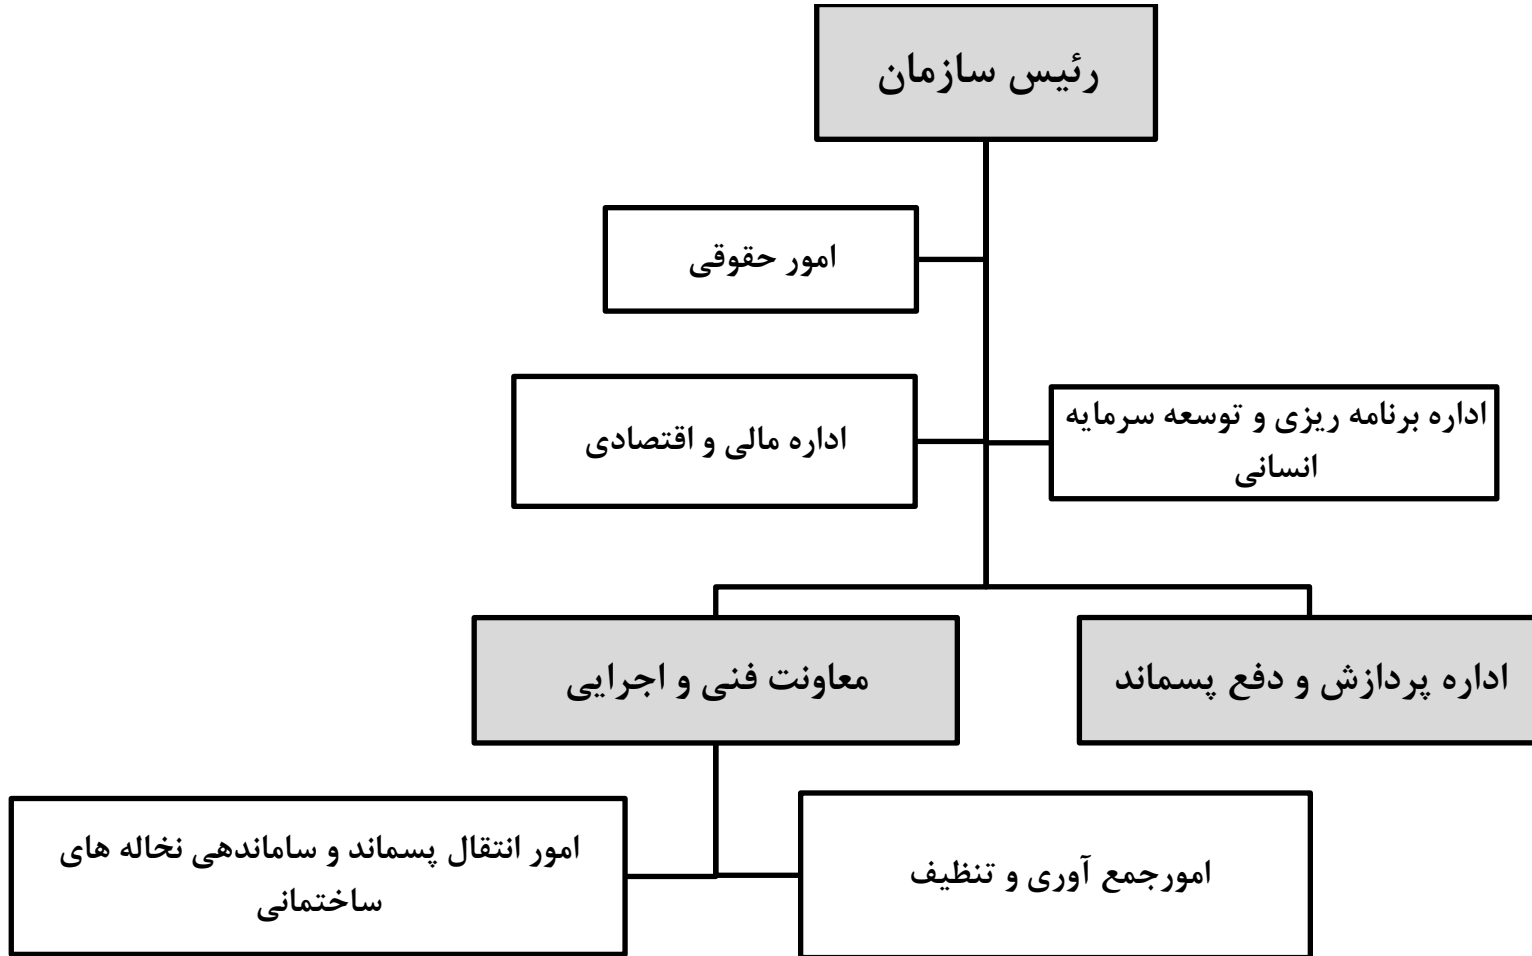 رئیس سازمان
امور حقوقی
اداره برنامه ریزی و توسعه سرمایه
انسانی
اداره مالی و اقتصادی
اداره پردازش و دفع پسماند
معاونت فنی و اجرایی
امورجمع آوری و تنظیف
امور انتقال پسماند و ساماندهی نخاله های
ساختمانی